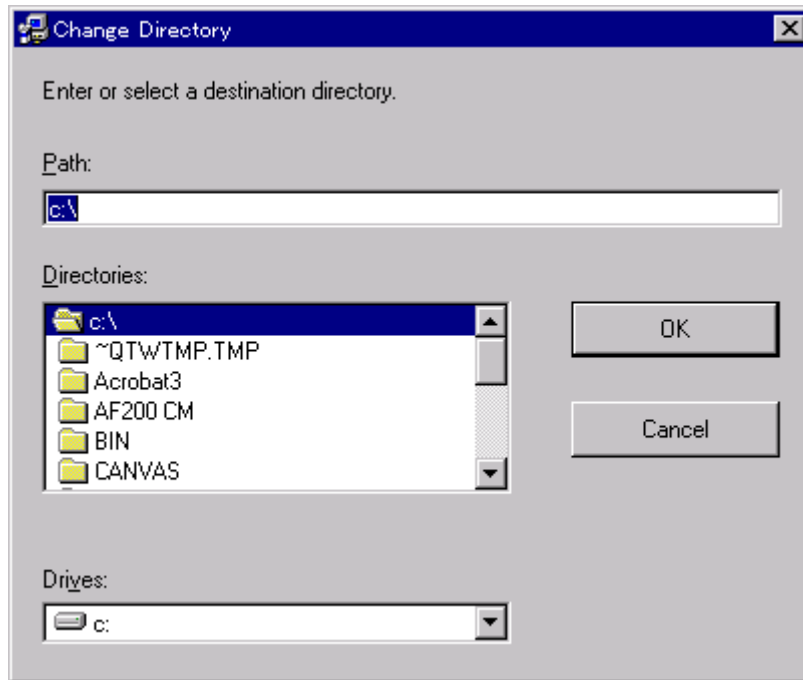 Change Directory
Enter or select a destination directory.
Path:
c:\
Directories:
c:\
~QTWTMP.TMP
Acrobat3
AF200 CM
BIN
CANVAS
OK
Cancel
Drives:
c: